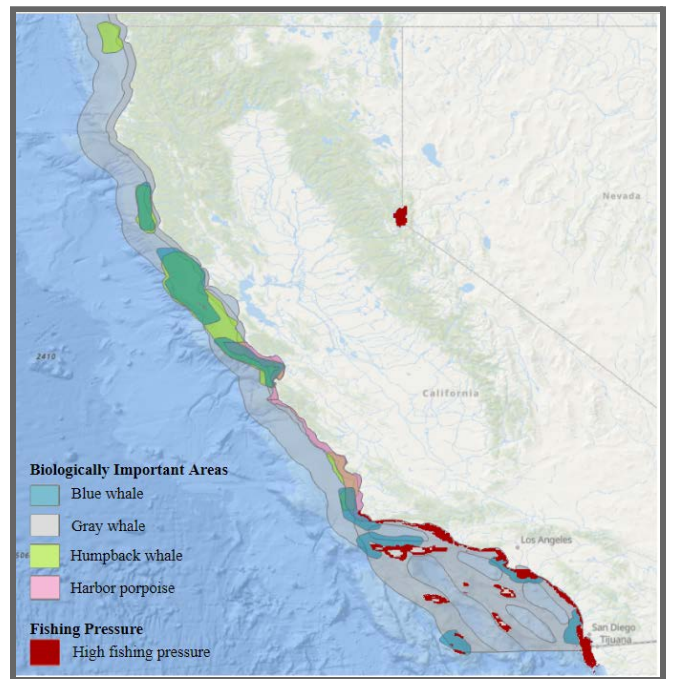 Nevada
2410
California
Biologically Important Areas
Blue whale
Gray whale
Humpback whale
Harbor porpoise
Los Angeles
Fishing Pressure
High fishing pressure
San Diego
Tijuana